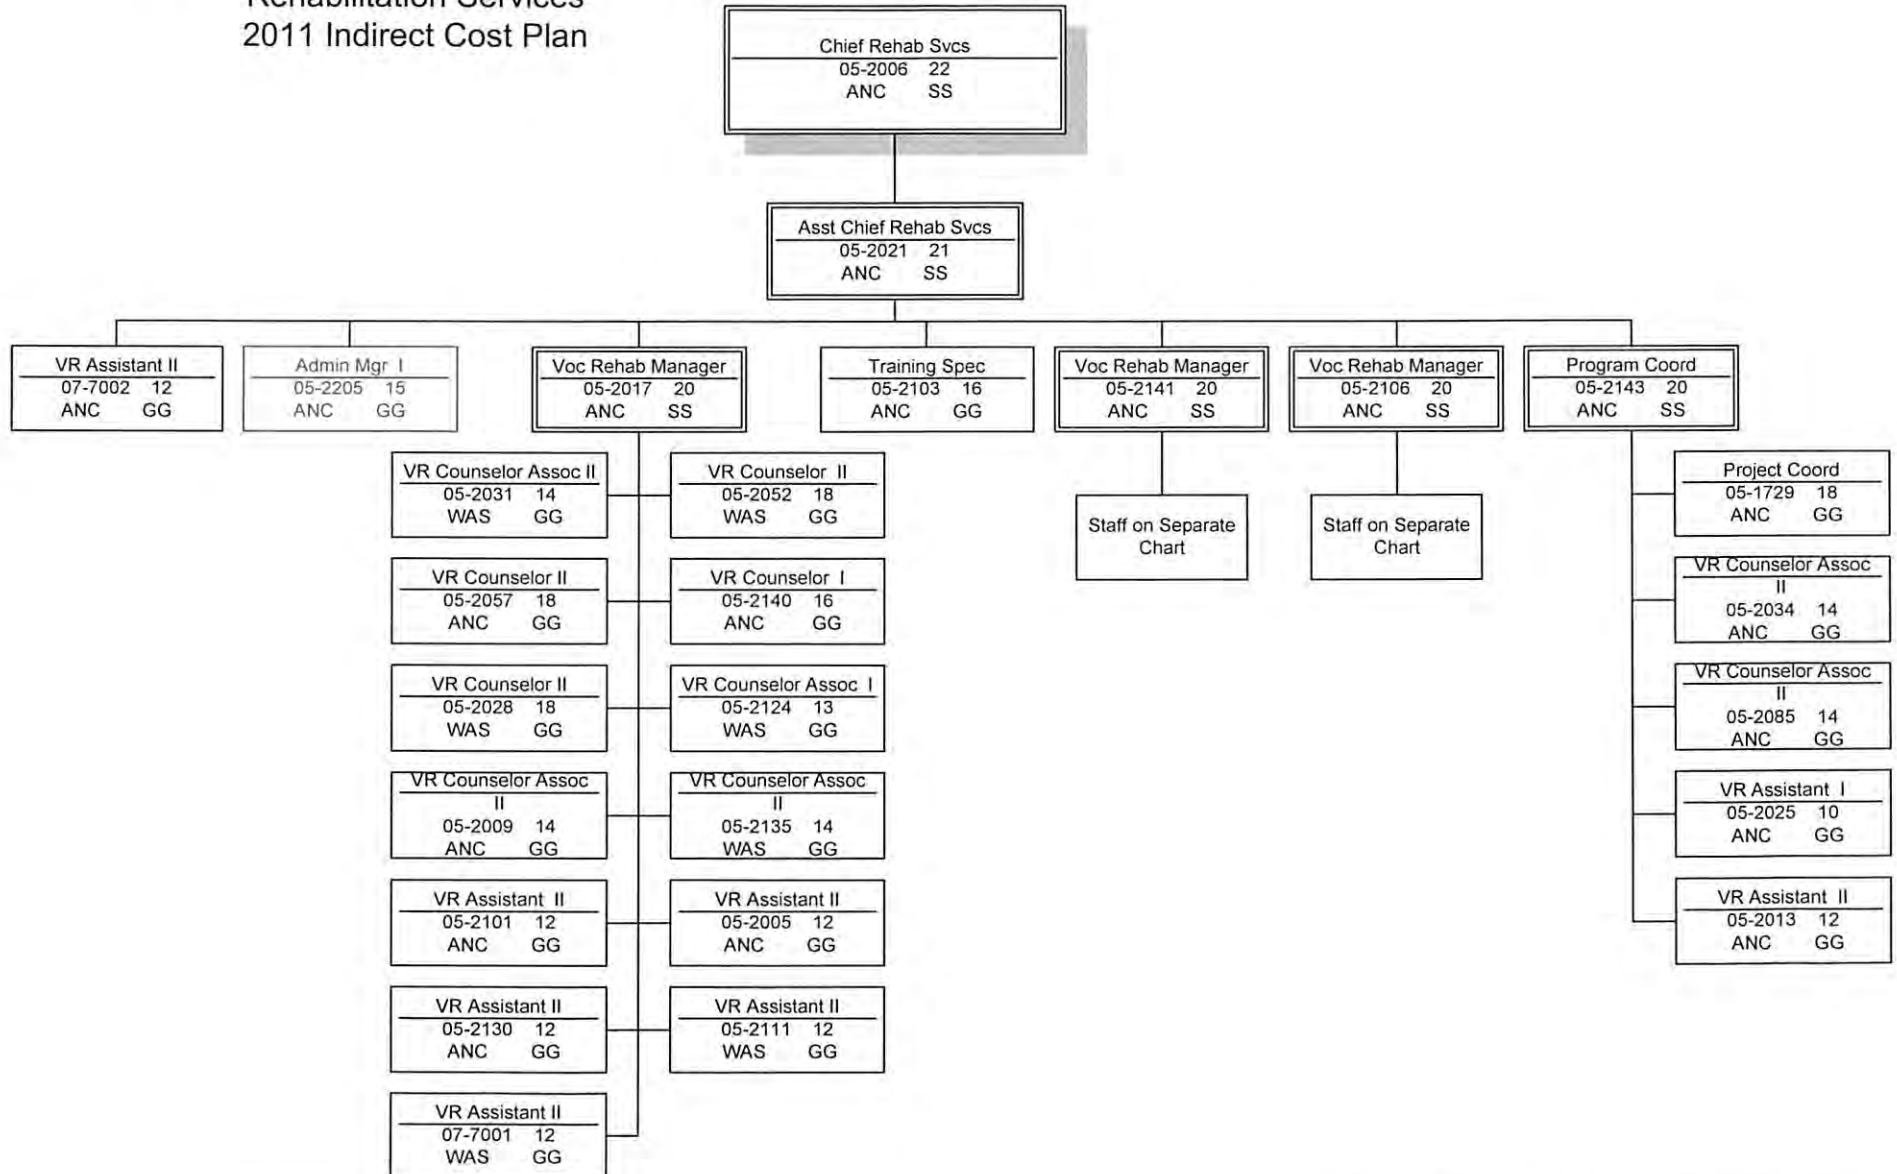 Rehabilitation Services
2011 Indirect Cost Plan
Chief Rehab Svcs
05-2006 22
ANC SS
Asst Chief Rehab Svcs
05-2021 21
ANC SS
VR Assistant II
07-7002 12
ANC GG
Admin Mgr I
05-2205 15
ANC GG
Voc Rehab Manager
05-2017 20
ANC SS
Training Spec
05-2103 16
ANC GG
Voc Rehab Manager
05-2141 20
ANC SS
Voc Rehab Manager
05-2106 20
ANC SS
Program Coord
05-2143 20
ANC SS
VR Counselor Assoc II
05-2031 14
WAS GG
VR Counselor II
05-2052 18
WAS GG
VR Counselor II
05-2057 18
ANC GG
VR Counselor I
05-2140 16
ANC GG
VR Counselor II
05-2028 18
WAS GG
VR Counselor Assoc I
05-2124 13
WAS GG
VR Counselor Assoc
II
05-2009 14
ANC GG
VR Counselor Assoc
II
05-2135 14
WAS GG
VR Assistant II
05-2101 12
ANC GG
VR Assistant II
05-2005 12
ANC GG
VR Assistant II
05-2130 12
ANC GG
VR Assistant II
05-2111 12
WAS GG
VR Assistant II
07-7001 12
WAS GG
Staff on Separate
Chart
Staff on Separate
Chart
Project Coord
05-1729 18
ANC GG
VR Counselor Assoc
II
05-2034 14
ANC GG
VR Counselor Assoc
II
05-2085 14
ANC GG
VR Assistant I
05-2025 10
ANC GG
VR Assistant II
05-2013 12
ANC GG